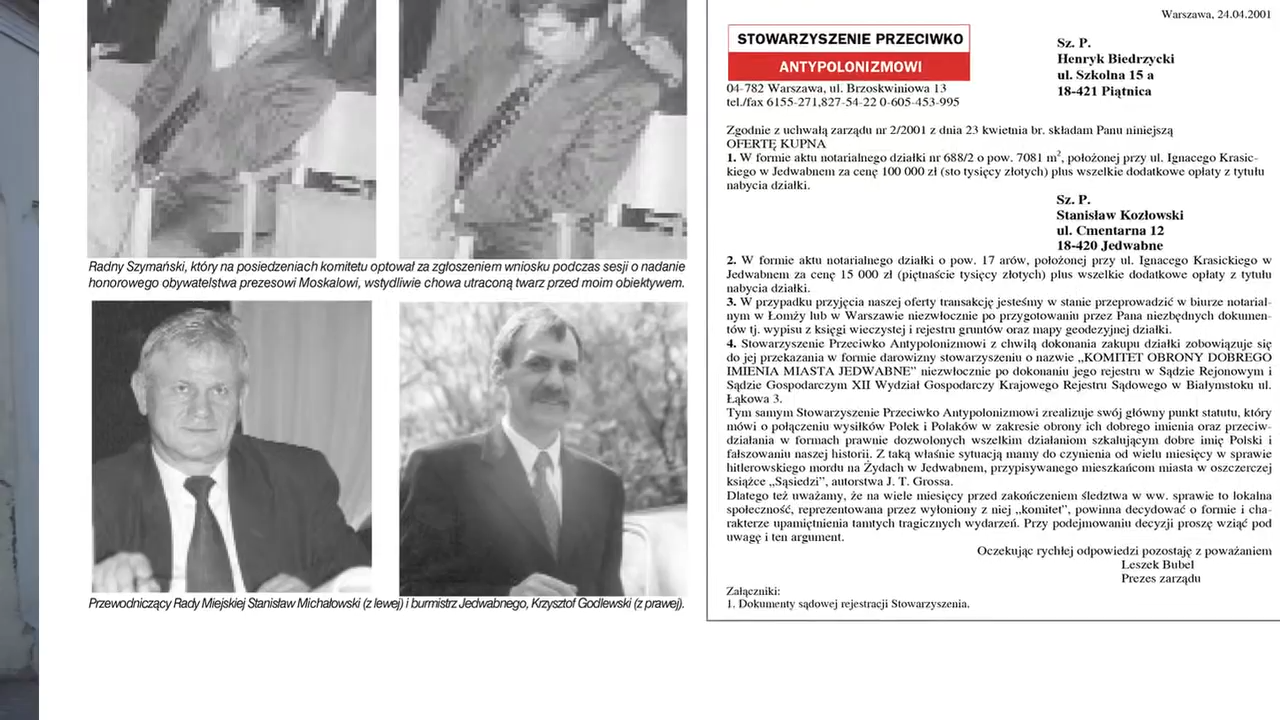 Radny Szymański, który na posiedzeniach komitetu optował za zgłoszeniem wniosku podczas sesji o nadanie
honorowego obywatelstwa prezesowi Moskalowi, wstydliwie chowa utraconą twarz przed moim obiektywem.
Przewodniczący Rady Miejskiej Stanisław Michałowski (z lewej) i burmistrz Jedwabnego, Krzysztof Godlewski (z prawej).
Warszawa, 24.04.2001
STOWARZYSZENIE PRZECIWKO
ANTYPOLONIZMOWI
04-782 Warszawa, ul. Brzoskwiniowa 13
tel./fax 6155-271,827-54-22 0-605-453-995
Sz. P.
Henryk Biedrzycki
ul. Szkolna 15 a
18-421 Piątnica
Zgodnie z uchwałą zarządu nr 2/2001 z dnia 23 kwietnia br. składam Panu niniejszą
OFERTĘ KUPNA
1. W formie aktu notarialnego działki nr 688/2 o pow. 7081 m², położonej przy ul. Ignacego Krasic-
kiego w Jedwabnem za cenę 100 000 zł (sto tysięcy złotych) plus wszelkie dodatkowe opłaty z tytułu
nabycia działki.
Sz. P.
Stanisław Kozłowski
ul. Cmentarna 12
18-420 Jedwabne
2. W formie aktu notarialnego działki o pow. 17 arów, położonej przy ul. Ignacego Krasickiego w
Jedwabnem za cenę 15 000 zł (piętnaście tysięcy złotych) plus wszelkie dodatkowe opłaty z tytułu
nabycia działki.
3. W przypadku przyjęcia naszej oferty transakcję jesteśmy w stanie przeprowadzić w biurze notarial-
nym w Łomży lub w Warszawie niezwłocznie po przygotowaniu przez Pana niezbędnych dokumen-
tów tj. wypisu z księgi wieczystej i rejestru gruntów oraz mapy geodezyjnej działki.
4. Stowarzyszenie Przeciwko Antypolonizmowi z chwilą dokonania zakupu działki zobowiązuje się
do jej przekazania w formie darowizny stowarzyszeniu o nazwie „KOMITET OBRONY DOBREGO
IMIENIA MIASTA JEDWABNE” niezwłocznie po dokonaniu jego rejestru w Sądzie Rejonowym i
Sądzie Gospodarczym XII Wydział Gospodarczy Krajowego Rejestru Sądowego w Białymstoku ul.
Łąkowa 3.
Tym samym Stowarzyszenie Przeciwko Antypolonizmowi zrealizuje swój główny punkt statutu, który
mówi o połączeniu wysiłków Polek i Polaków w zakresie obrony ich dobrego imienia oraz przeciw-
działania w formach prawnie dozwolonych wszelkim działaniom szkalującym dobre imię Polski i
fałszowaniu naszej historii. Z taką właśnie sytuacją mamy do czynienia od wielu miesięcy w sprawie
hitlerowskiego mordu na Żydach w Jedwabnem, przypisywanego mieszkańcom miasta w oszczerczej
książce „Sąsiedzi”, autorstwa J. T. Grossa.
Dlatego też uważamy, że na wiele miesięcy przed zakończeniem śledztwa w ww. sprawie to lokalna
społeczność, reprezentowana przez wyłoniony z niej „komitet”, powinna decydować o formie i cha-
rakterze upamiętnienia tamtych tragicznych wydarzeń. Przy podejmowaniu decyzji proszę wziąć pod
uwagę i ten argument.
Oczekując rychłej odpowiedzi pozostaję z poważaniem
Leszek Bubel
Prezes zarządu
Załączniki:
1. Dokumenty sądowej rejestracji Stowarzyszenia.